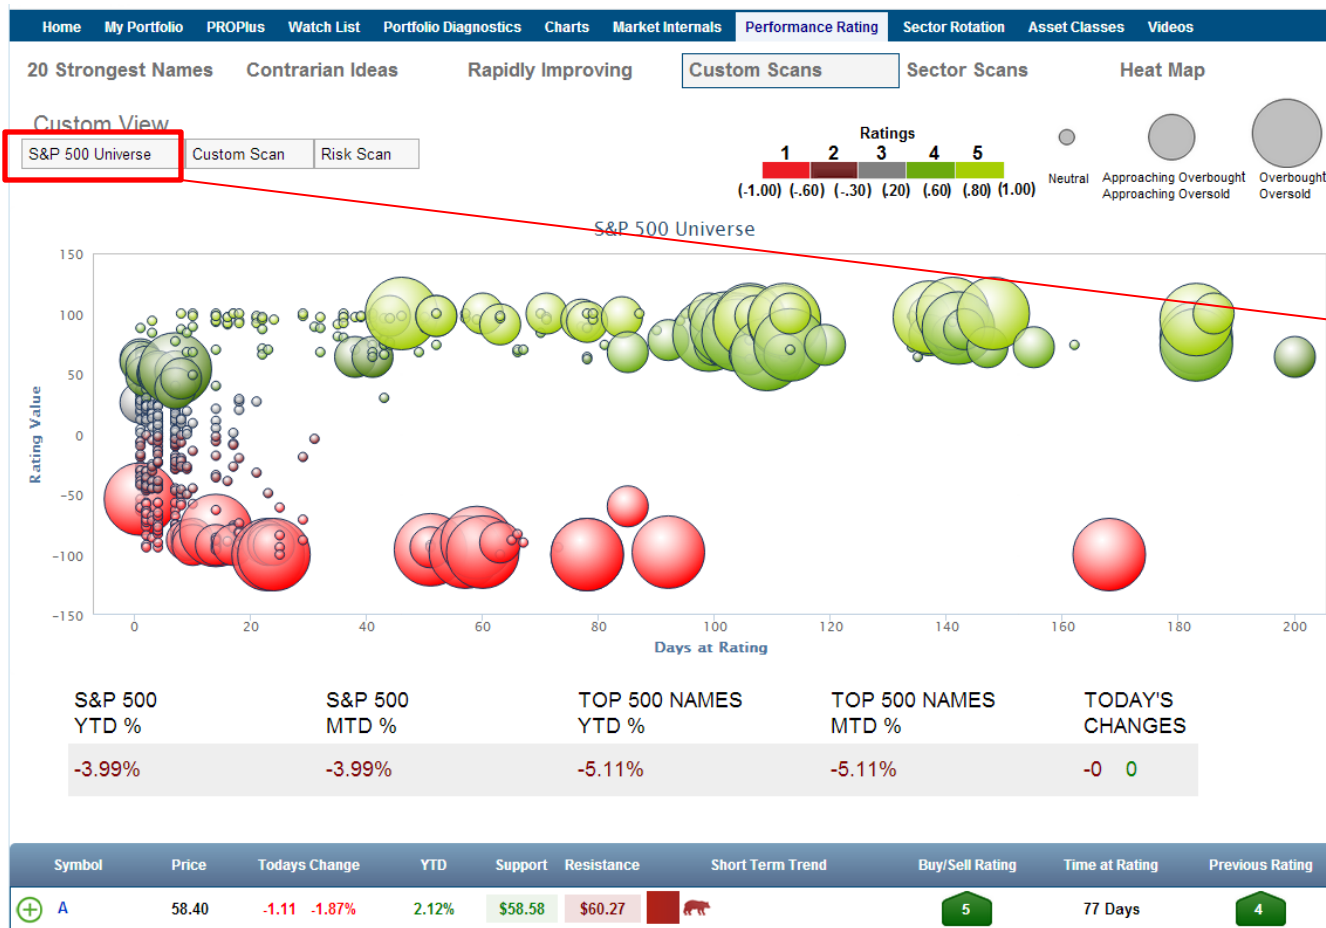 Home My Portfolio PROPlus Watch List Portfolio Diagnostics Charts Market Internals Performance Rating Sector Rotation Asset Classes Videos
20 Strongest Names Contrarian Ideas Rapidly Improving Custom Scans Sector Scans Heat Map
Custom View
S&P 500 Universe Custom Scan Risk Scan
Ratings
1 2 3 4 5
(-1.00) (-.60) (-.30) (.20) (.60) (.80) (1.00)
Neutral Approaching Overbought Overbought
Approaching Oversold Oversold
S&P 500 Universe
150
100
50
0
-50
-100
-150
Rating Value
0 20 40 60 80 100 120 140 160 180 200
Days at Rating
S&P 500 S&P 500 TOP 500 NAMES TOP 500 NAMES TODAY'S
YTD % MTD % YTD % MTD % CHANGES
-3.99% -3.99% -5.11% -5.11% -0 0
Symbol Price Todays Change YTD Support Resistance Short Term Trend Buy/Sell Rating Time at Rating Previous Rating
A 58.40 -1.11 -1.87% 2.12% $58.58 $60.27 5 77 Days 4